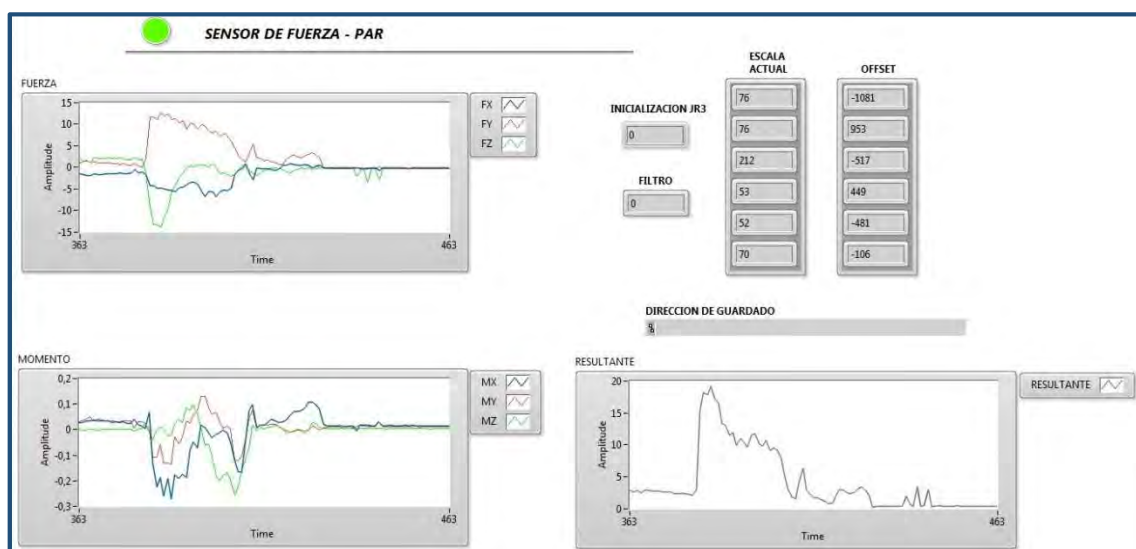 SENSOR DE FUERZA - PAR
FUERZA
15
10
5
0
-5
-10
-15
Amplitude
363
463
Time
FX
FY
FZ
INICIALIZACION JR3
0
FILTRO
0
ESCALA
ACTUAL
76
76
212
53
52
70
OFFSET
-1081
953
-517
449
-481
-106
DIRECCION DE GUARDADO
%
MOMENTO
0,2
0,1
0
-0,1
-0,2
-0,3
Amplitude
363
463
Time
MX
MY
MZ
RESULTANTE
20
15
10
5
0
Amplitude
363
463
Time
RESULTANTE